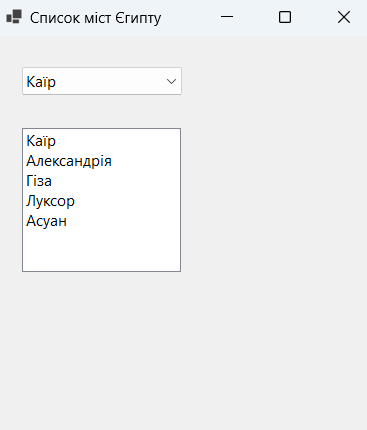 Список міст Єгипту
Каїр
Каїр
Александрія
Гіза
Луксор
Асуан